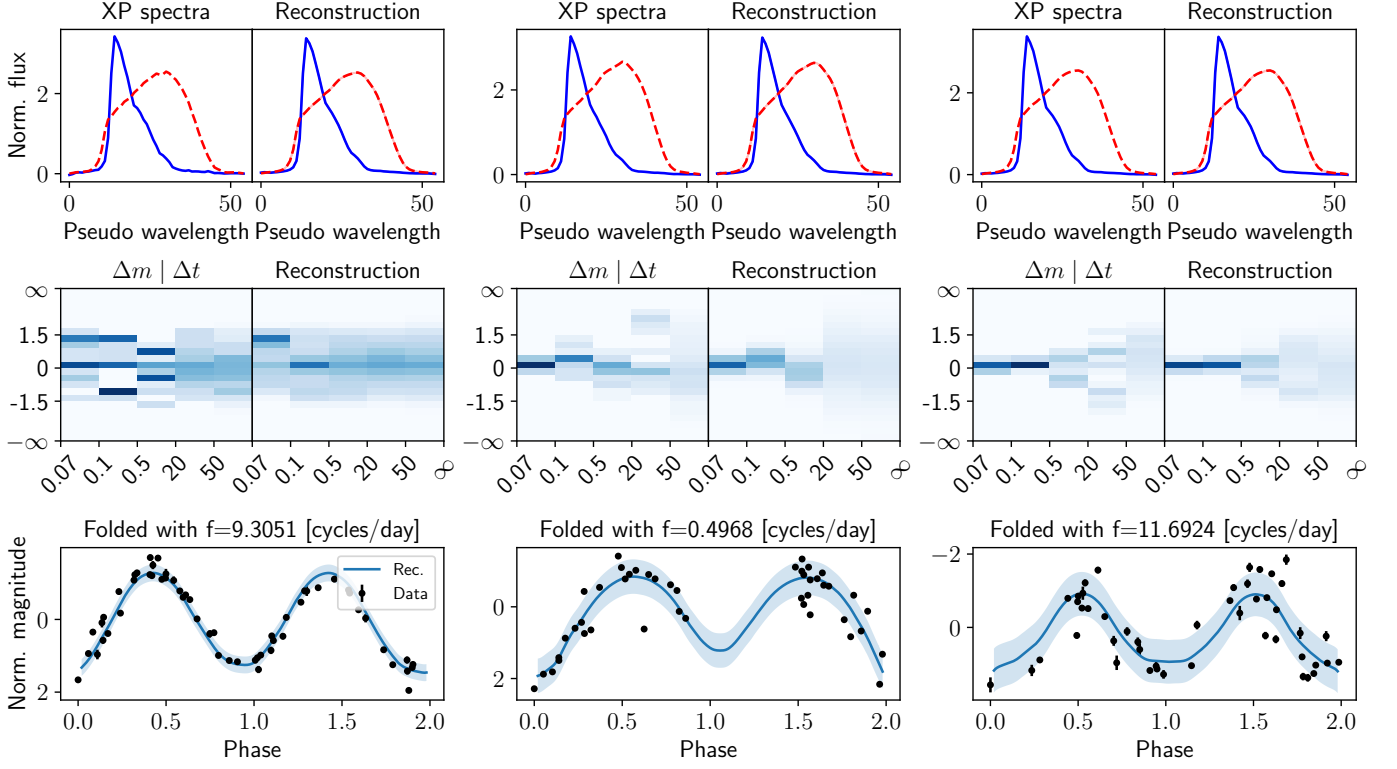 XP spectra Reconstruction XP spectra Reconstruction XP spectra Reconstruction
Norm. flux
2 0 2 0 2 0
0 50 0 50 0 50 0 50 0 50 0 50
Pseudo wavelength Pseudo wavelength Pseudo wavelength Pseudo wavelength Pseudo wavelength Pseudo wavelength
Δm | Δt Reconstruction Δm | Δt Reconstruction Δm | Δt Reconstruction
∞ ∞ ∞
1.5 1.5 1.5
0 0 0
-1.5 -1.5 -1.5
−∞ −∞ −∞
0.07 0.1 0.5 20 50 0.07 0.1 0.5 20 50 ∞ 0.07 0.1 0.5 20 50 0.07 0.1 0.5 20 50 ∞ 0.07 0.1 0.5 20 50 0.07 0.1 0.5 20 50 ∞
Folded with f=9.3051 [cycles/day] Folded with f=0.4968 [cycles/day] Folded with f=11.6924 [cycles/day]
Norm. magnitude
Rec.
Data
0 2 0 2 −2 0
0.0 0.5 1.0 1.5 2.0 0.0 0.5 1.0 1.5 2.0 0.0 0.5 1.0 1.5 2.0
Phase Phase Phase